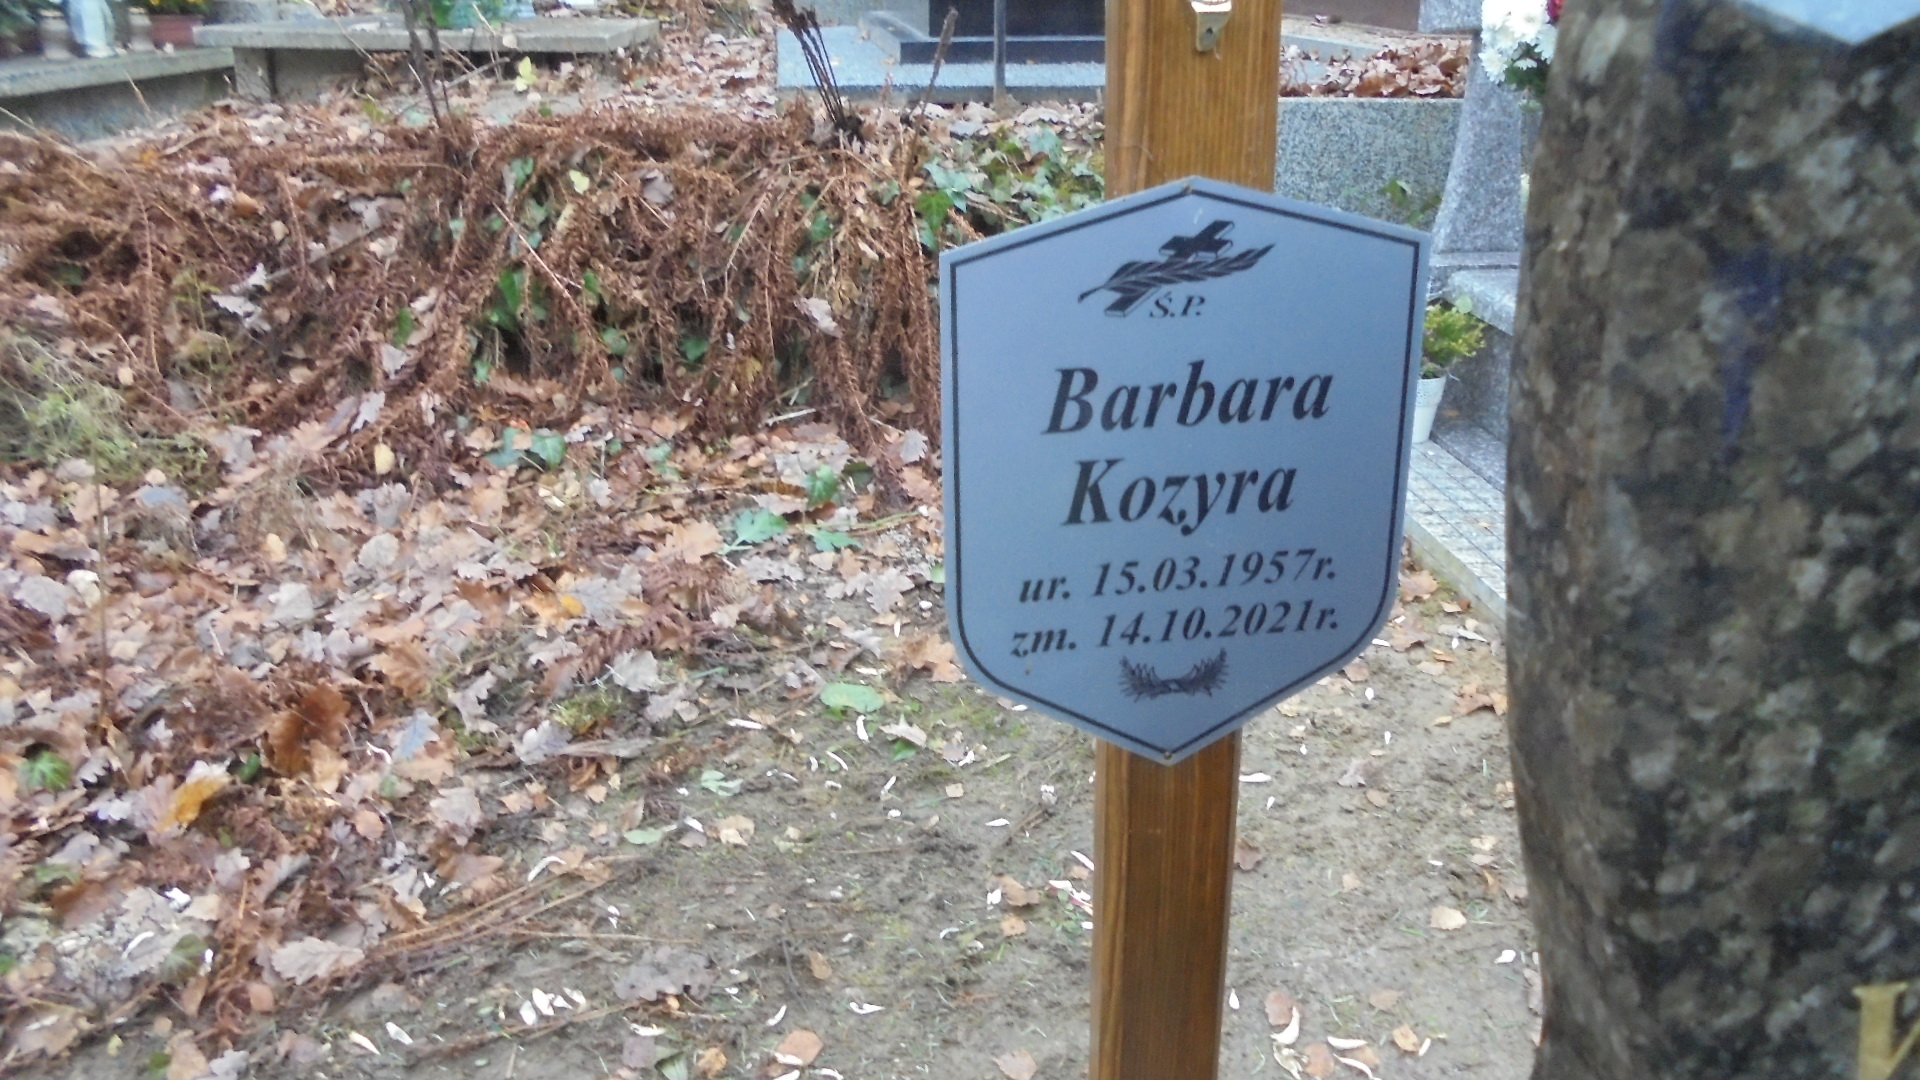 Ś.P.
Barbara
Kozyra
ur. 15.03.1957r.
zm. 14.10.2021r.